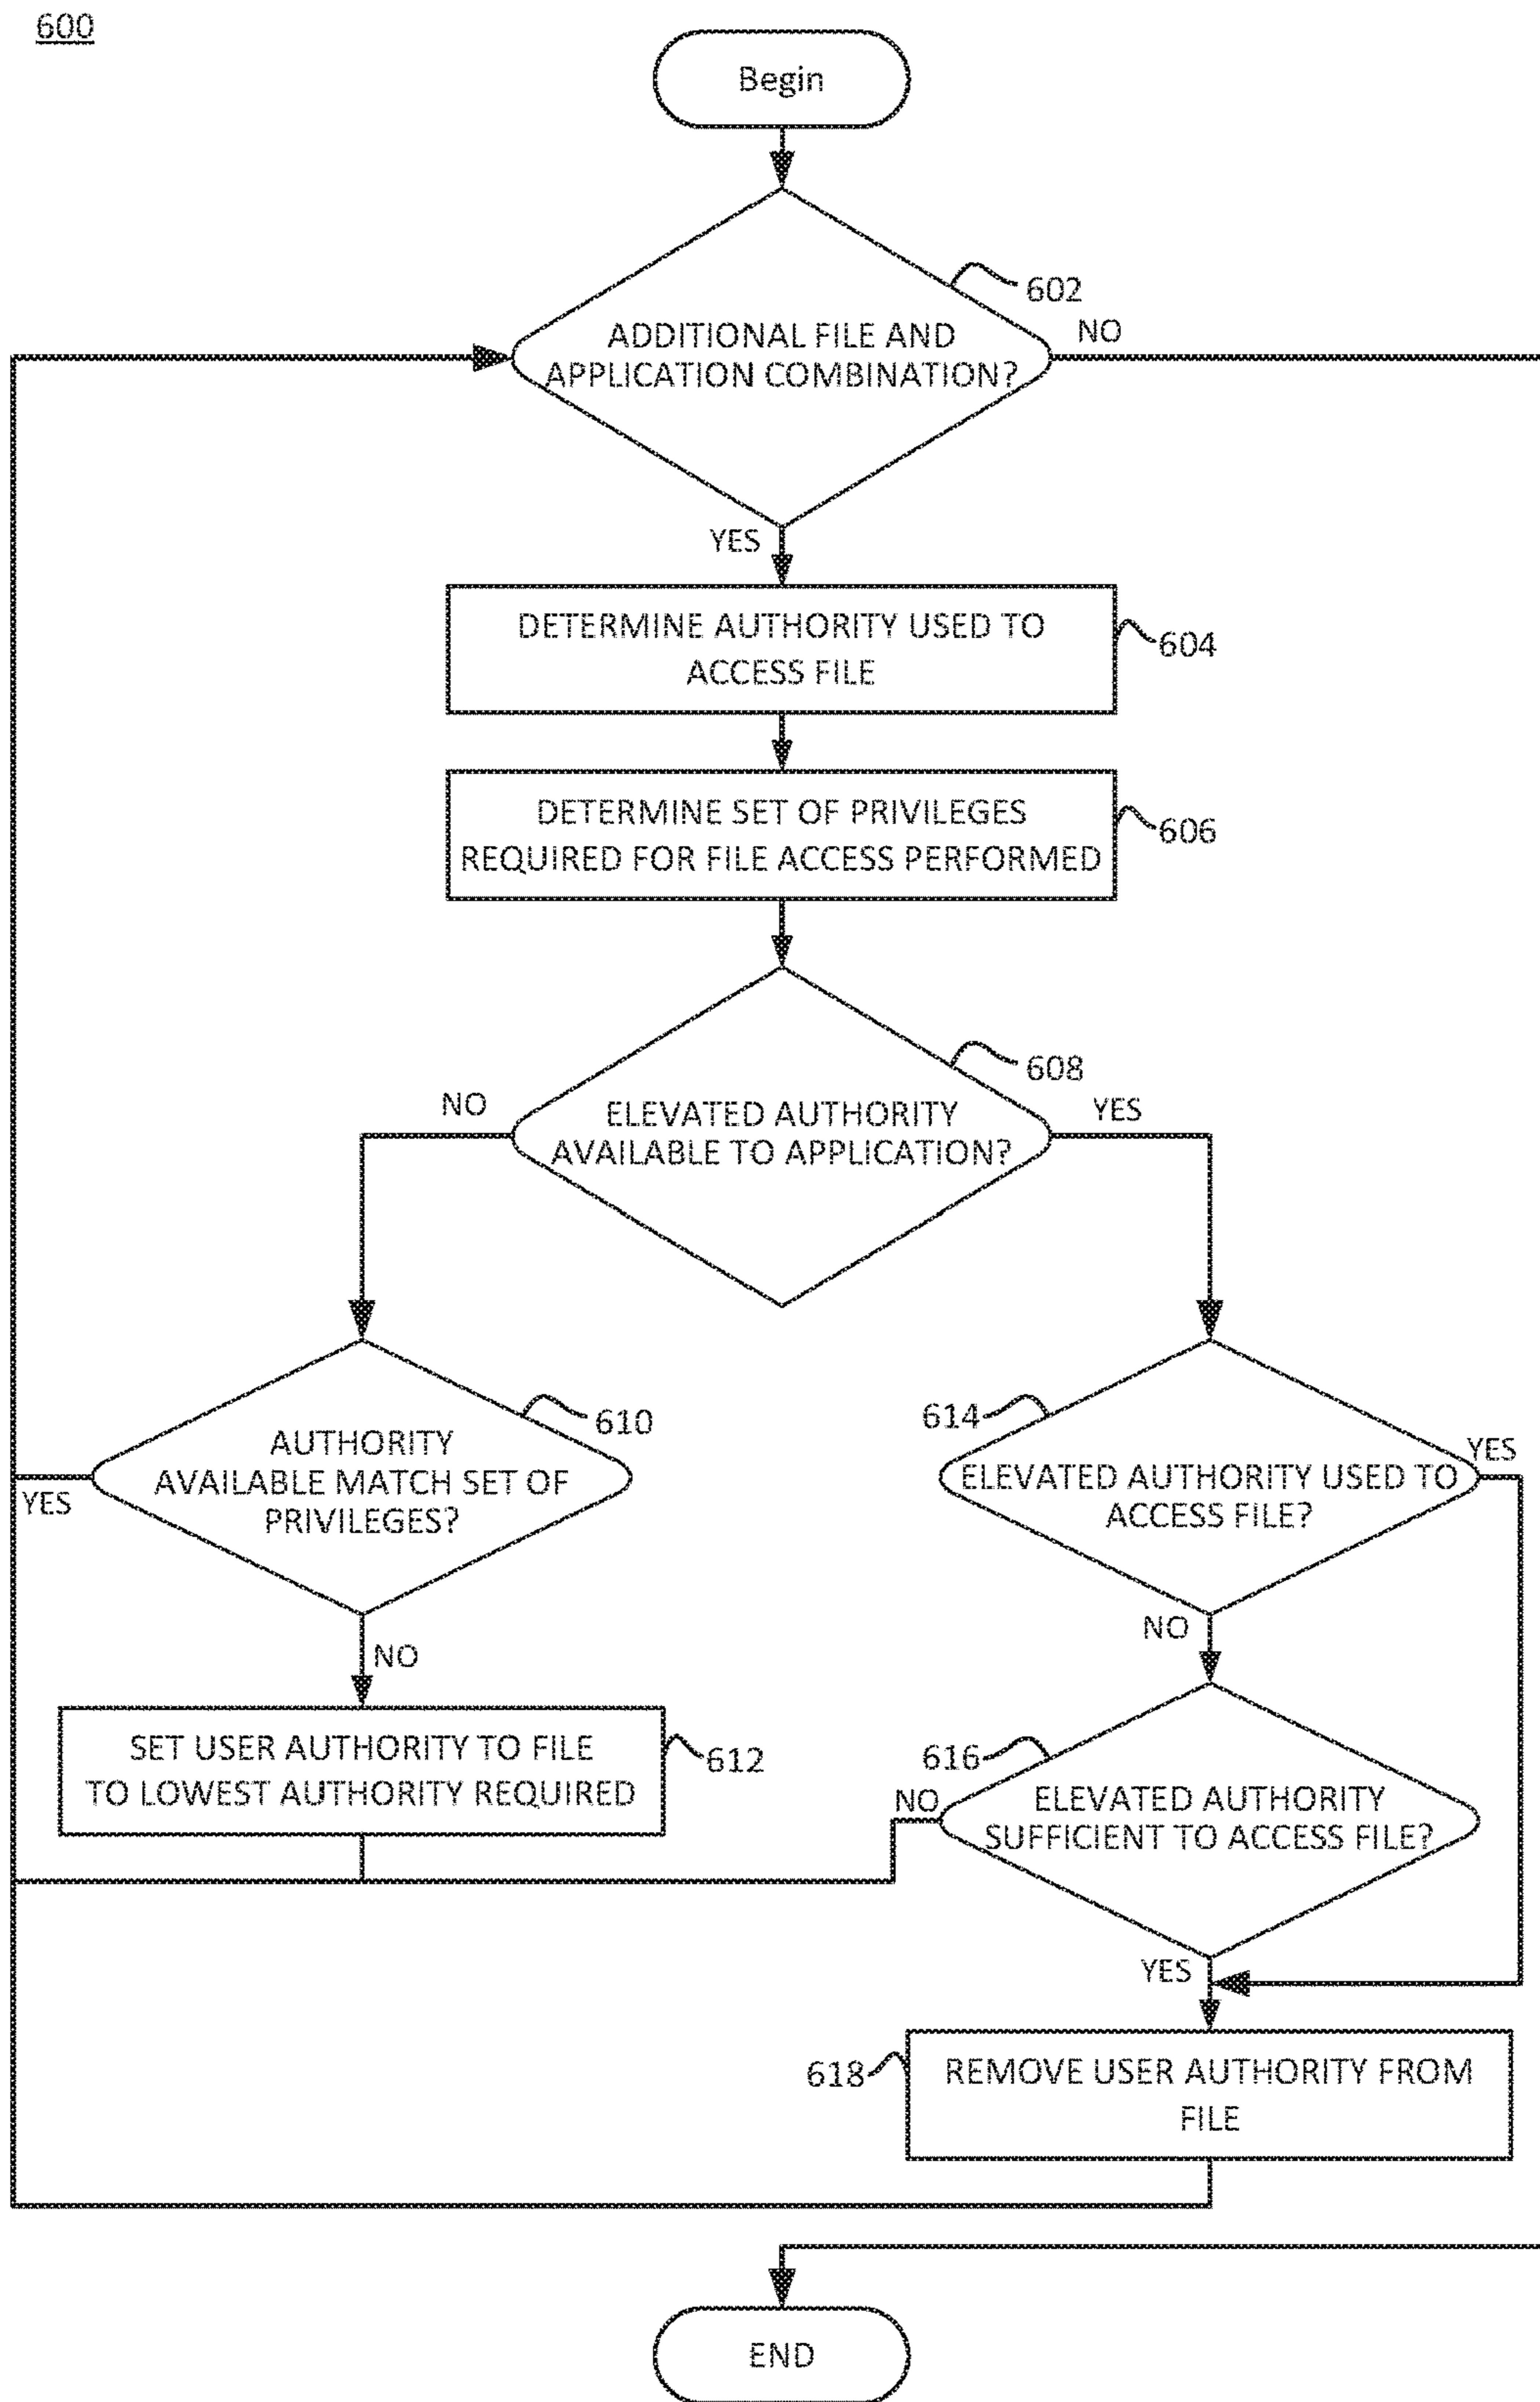 600
Begin
602
ADDITIONAL FILE AND
APPLICATION COMBINATION?
NO
YES
DETERMINE AUTHORITY USED TO
ACCESS FILE
604
DETERMINE SET OF PRIVILEGES
REQUIRED FOR FILE ACCESS PERFORMED
606
608
NO
ELEVATED AUTHORITY
AVAILABLE TO APPLICATION?
YES
610
AUTHORITY
AVAILABLE MATCH SET OF
PRIVILEGES?
YES
614
ELEVATED AUTHORITY USED TO
ACCESS FILE?
YES
NO
NO
SET USER AUTHORITY TO FILE
TO LOWEST AUTHORITY REQUIRED
612
616
NO
ELEVATED AUTHORITY
SUFFICIENT TO ACCESS FILE?
YES
618
REMOVE USER AUTHORITY FROM
FILE
END